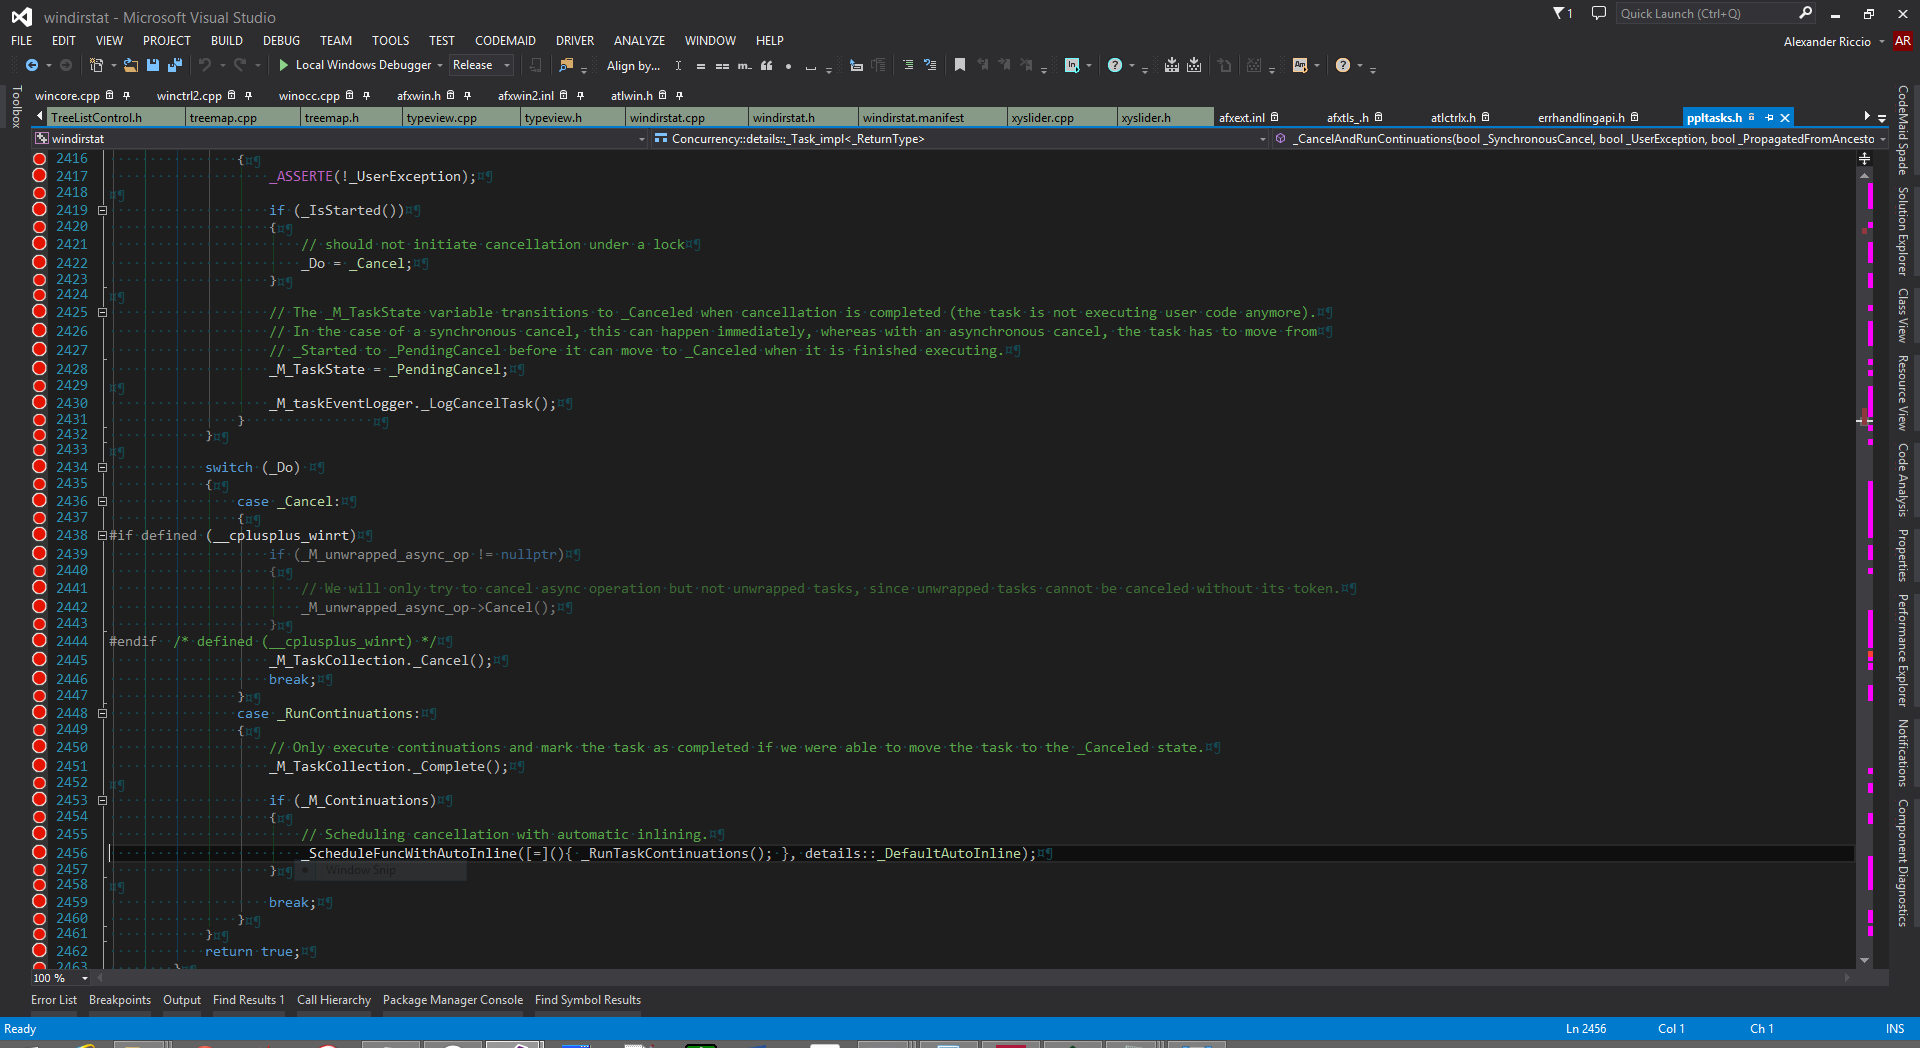 windirstat - Microsoft Visual Studio
1
Quick Launch (Ctrl+Q)
FILE EDIT VIEW PROJECT BUILD DEBUG TEAM TOOLS TEST CODEMAID DRIVER ANALYZE WINDOW HELP
Alexander Riccio AR
Local Windows Debugger Release Align by...
wincore.cpp winctrl2.cpp winocc.cpp afxwin.h afxwin2.inl atlwin.h
TreeListControl.h treemap.cpp treemap.h typeview.cpp typeview.h windirstat.cpp windirstat.h windirstat.manifest xyslider.cpp xyslider.h afxext.inl afxtls_.h atlctrlx.h errhandlingapi.h ppltasks.h
windirstat Concurrency::details::_Task_impl<_ReturnType> _CancelAndRunContinuations(bool _SynchronousCancel, bool _UserException, bool _PropagatedFromAncesto
2416 {
2417 _ASSERTE(!_UserException);
2418
2419 if (_IsStarted())
2420 {
2421 // should not initiate cancellation under a lock
2422 _Do = _Cancel;
2423 }
2424
2425 // The _M_TaskState variable transitions to _Canceled when cancellation is completed (the task is not executing user code anymore).
2426 // In the case of a synchronous cancel, this can happen immediately, whereas with an asynchronous cancel, the task has to move from
2427 // _Started to _PendingCancel before it can move to _Canceled when it is finished executing.
2428 _M_TaskState = _PendingCancel;
2429
2430 _M_taskEventLogger._LogCancelTask();
2431 }
2432 }
2433
2434 switch (_Do)
2435 {
2436 case _Cancel:
2437 {
2438 #if defined (__cplusplus_winrt)
2439 if (_M_unwrapped_async_op != nullptr)
2440 {
2441 // We will only try to cancel async operation but not unwrapped tasks, since unwrapped tasks cannot be canceled without its token.
2442 _M_unwrapped_async_op->Cancel();
2443 }
2444 #endif /* defined (__cplusplus_winrt) */
2445 _M_TaskCollection._Cancel();
2446 break;
2447 }
2448 case _RunContinuations:
2449 {
2450 // Only execute continuations and mark the task as completed if we were able to move the task to the _Canceled state.
2451 _M_TaskCollection._Complete();
2452
2453 if (_M_Continuations)
2454 {
2455 // Scheduling cancellation with automatic inlining.
2456 _ScheduleFuncWithAutoInline([=](){ _RunTaskContinuations(); }, details::_DefaultAutoInline);
2457 }
Window Snip
2458
2459 break;
2460 }
2461 }
2462 return true;
2463 }
100 %
Toolbox
CodeMaid Spade
Solution Explorer
Class View
Resource View
Code Analysis
Properties
Performance Explorer
Notifications
Component Diagnostics
Error List Breakpoints Output Find Results 1 Call Hierarchy Package Manager Console Find Symbol Results
Ready Ln 2456 Col 1 Ch 1 INS